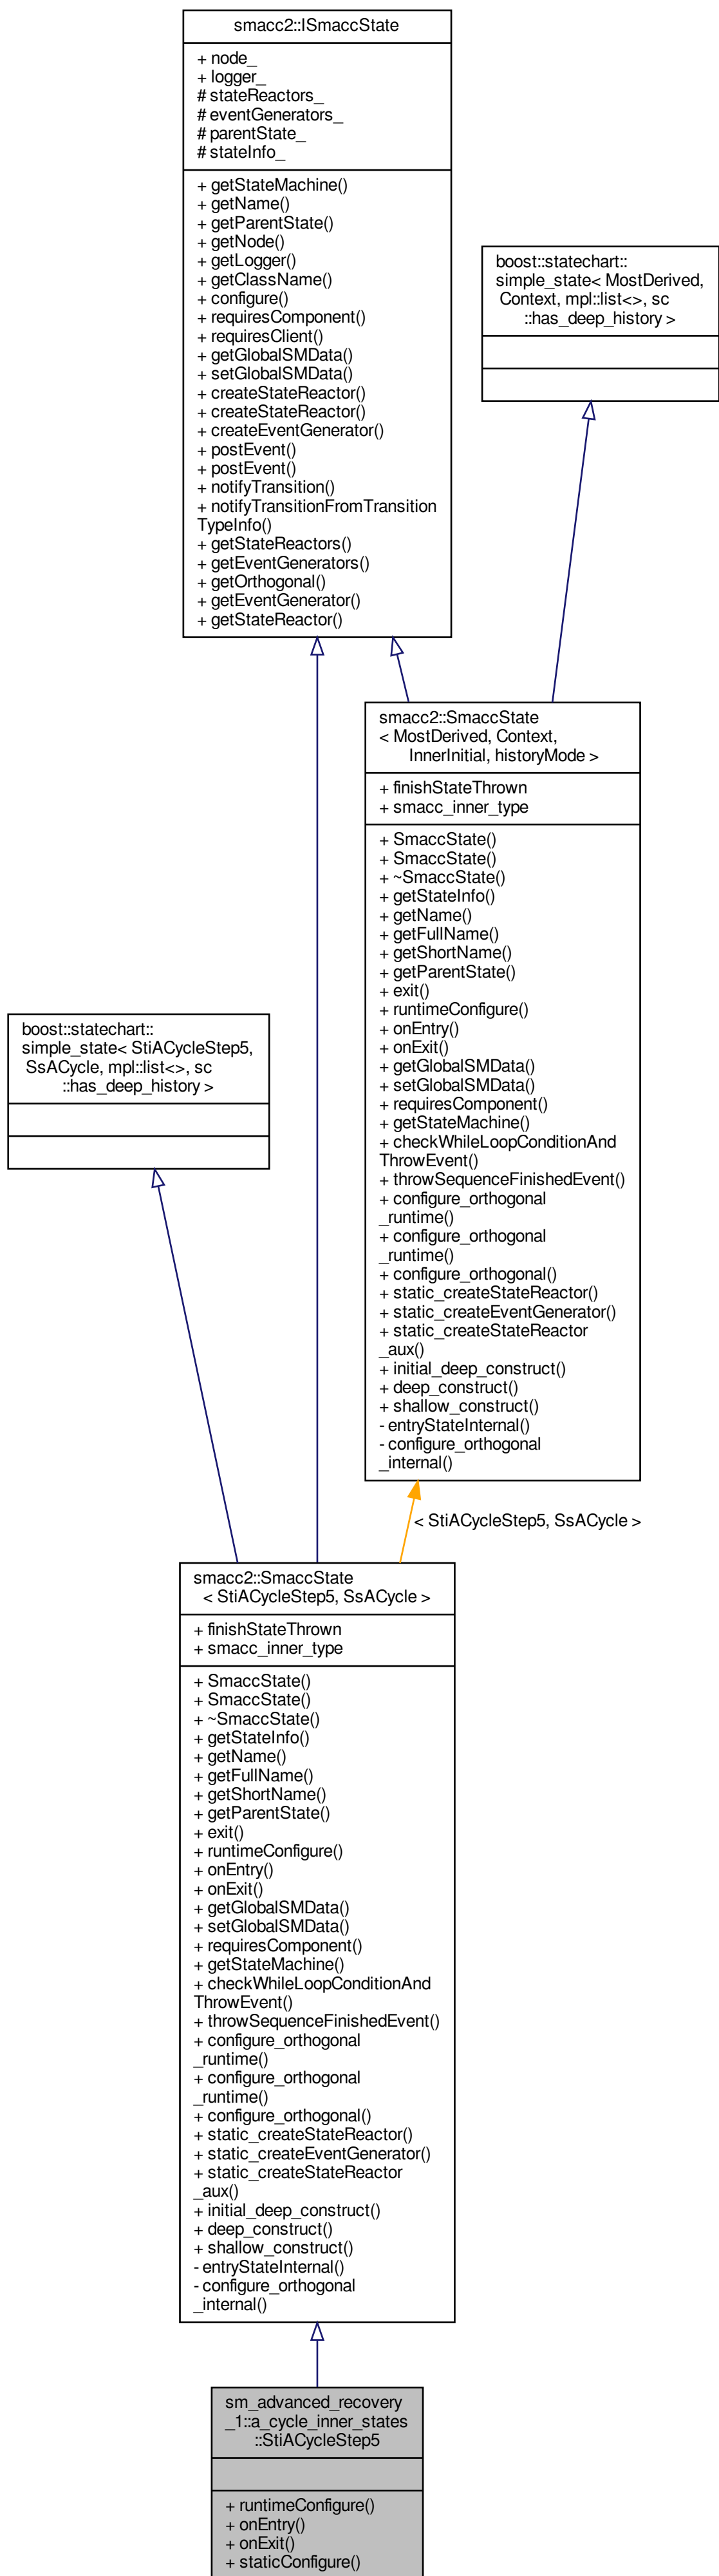 smacc2::ISmaccState
+ node_
+ logger_
# stateReactors_
# eventGenerators_
# parentState_
# stateInfo_
+ getStateMachine()
+ getName()
+ getParentState()
+ getNode()
+ getLogger()
+ getClassName()
+ configure()
+ requiresComponent()
+ requiresClient()
+ getGlobalSMData()
+ setGlobalSMData()
+ createStateReactor()
+ createStateReactor()
+ createEventGenerator()
+ postEvent()
+ postEvent()
+ notifyTransition()
+ notifyTransitionFromTransition
TypeInfo()
+ getStateReactors()
+ getEventGenerators()
+ getOrthogonal()
+ getEventGenerator()
+ getStateReactor()
boost::statechart::
simple_state< MostDerived,
Context, mpl::list<>, sc
::has_deep_history >
smacc2::SmaccState
< MostDerived, Context,
InnerInitial, historyMode >
+ finishStateThrown
+ smacc_inner_type
+ SmaccState()
+ SmaccState()
+ ~SmaccState()
+ getStateInfo()
+ getName()
+ getFullName()
+ getShortName()
+ getParentState()
+ exit()
+ runtimeConfigure()
+ onEntry()
+ onExit()
+ getGlobalSMData()
+ setGlobalSMData()
+ requiresComponent()
+ getStateMachine()
+ checkWhileLoopConditionAnd
ThrowEvent()
+ throwSequenceFinishedEvent()
+ configure_orthogonal
_runtime()
+ configure_orthogonal
_runtime()
+ configure_orthogonal()
+ static_createStateReactor()
+ static_createEventGenerator()
+ static_createStateReactor
_aux()
+ initial_deep_construct()
+ deep_construct()
+ shallow_construct()
- entryStateInternal()
- configure_orthogonal
_internal()
boost::statechart::
simple_state< StiACycleStep5,
SsACycle, mpl::list<>, sc
::has_deep_history >
< StiACycleStep5, SsACycle >
smacc2::SmaccState
< StiACycleStep5, SsACycle >
+ finishStateThrown
+ smacc_inner_type
+ SmaccState()
+ SmaccState()
+ ~SmaccState()
+ getStateInfo()
+ getName()
+ getFullName()
+ getShortName()
+ getParentState()
+ exit()
+ runtimeConfigure()
+ onEntry()
+ onExit()
+ getGlobalSMData()
+ setGlobalSMData()
+ requiresComponent()
+ getStateMachine()
+ checkWhileLoopConditionAnd
ThrowEvent()
+ throwSequenceFinishedEvent()
+ configure_orthogonal
_runtime()
+ configure_orthogonal
_runtime()
+ configure_orthogonal()
+ static_createStateReactor()
+ static_createEventGenerator()
+ static_createStateReactor
_aux()
+ initial_deep_construct()
+ deep_construct()
+ shallow_construct()
- entryStateInternal()
- configure_orthogonal
_internal()
sm_advanced_recovery
_1::a_cycle_inner_states
::StiACycleStep5
+ runtimeConfigure()
+ onEntry()
+ onExit()
+ staticConfigure()